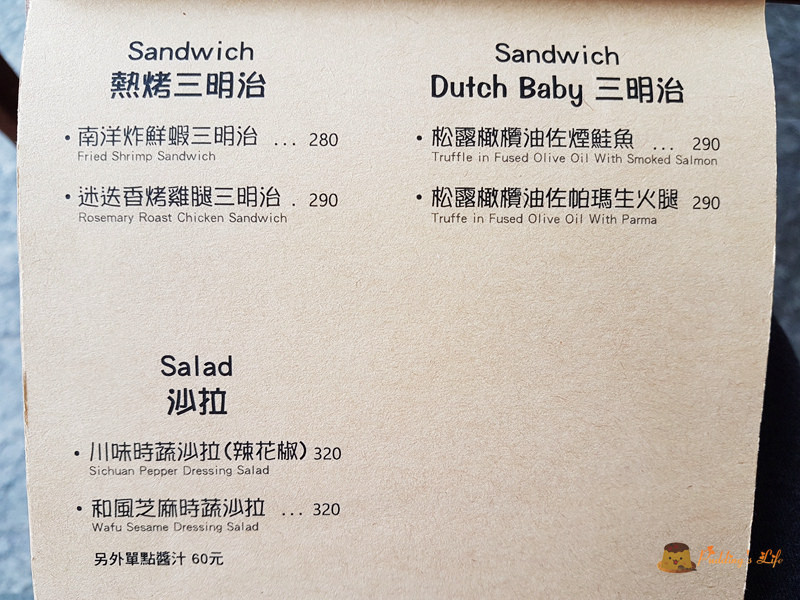 Sandwich
熱烤三明治
• 南洋炸鮮蝦三明治 ... 280
Fried Shrimp Sandwich
• 迷迭香烤雞腿三明治 . 290
Rosemary Roast Chicken Sandwich
Sandwich
Dutch Baby 三明治
• 松露橄欖油佐煙鮭魚 ... 290
Truffle in Fused Olive Oil With Smoked Salmon
• 松露橄欖油佐帕瑪生火腿 290
Truffe in Fused Olive Oil With Parma
Salad
沙拉
• 川味時蔬沙拉(辣花椒) 320
Sichuan Pepper Dressing Salad
• 和風芝麻時蔬沙拉 ... 320
Wafu Sesame Dressing Salad
另外單點醬汁 60元
Pudding's Life